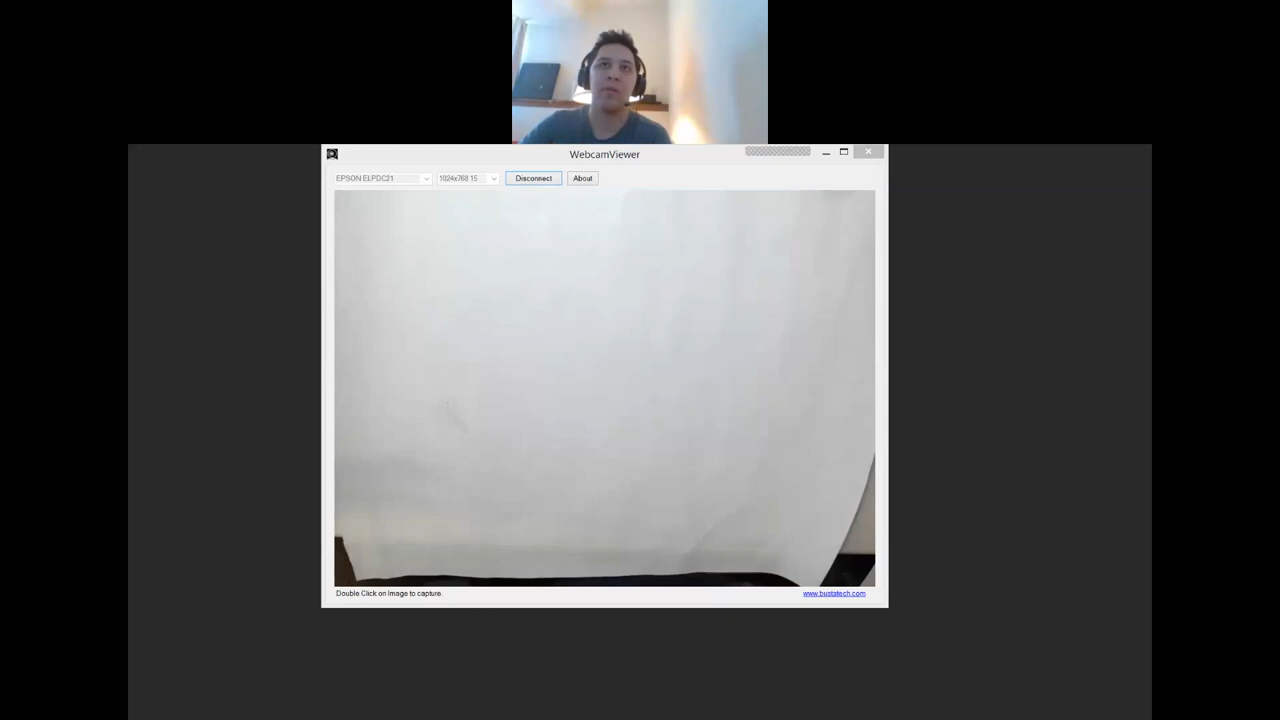 WebcamViewer
EPSON ELPDC21
1024x768 15
Disconnect
About
Double Click on Image to capture.
www.bustatech.com